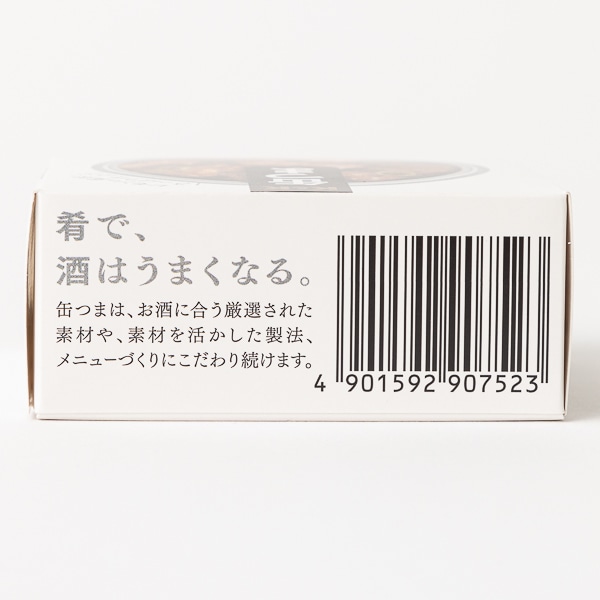 肴で、
酒はうまくなる。
缶つまは、お酒に合う厳選された
素材や、素材を活かした製法、
メニューづくりにこだわり続けます。
4 901592 907523